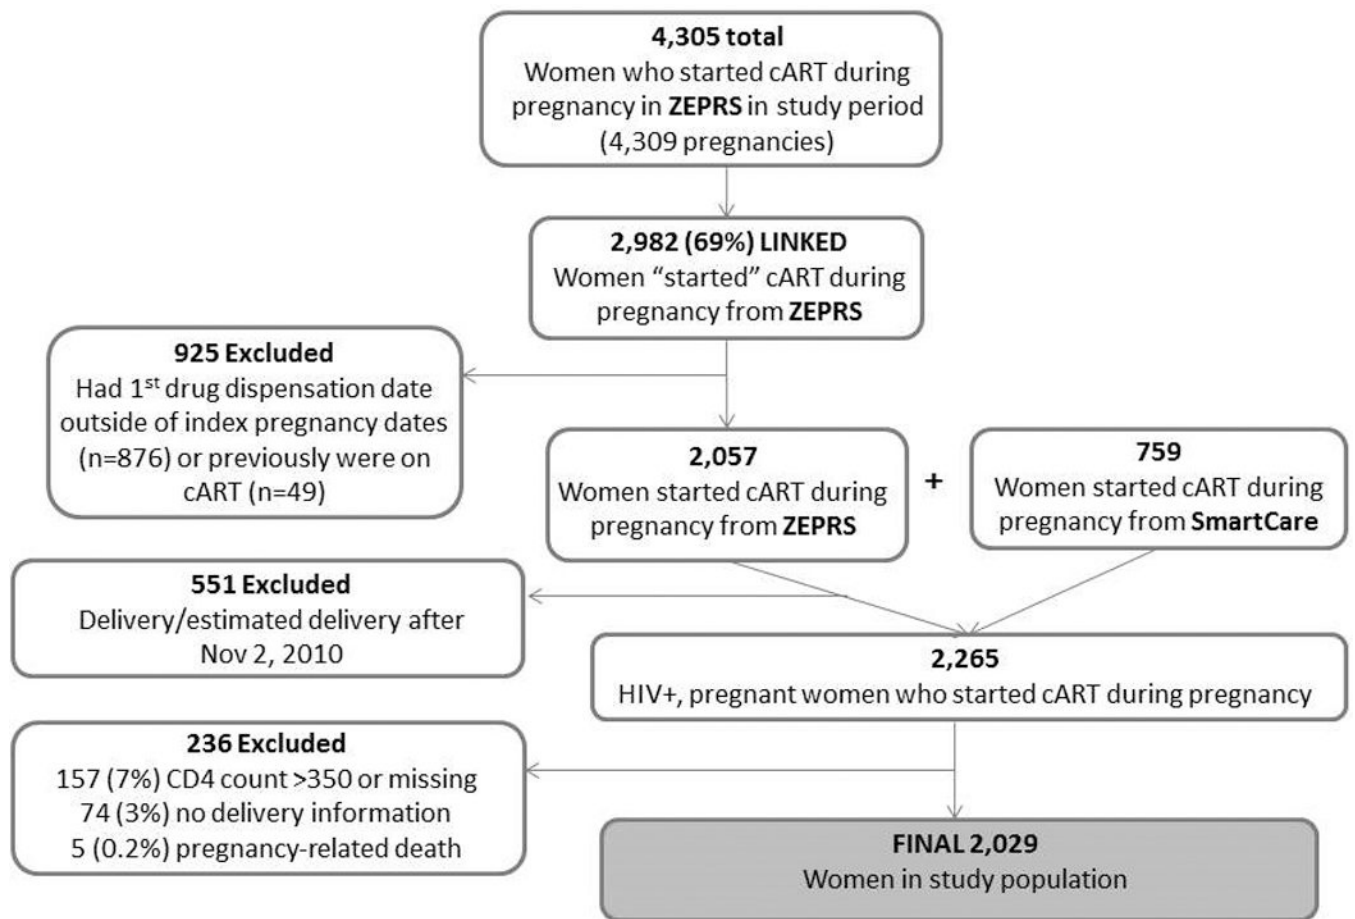 4,305 total
Women who started cART during
pregnancy in ZEPRS in study period
(4,309 pregnancies)
2,982 (69%) LINKED
Women “started” cART during
pregnancy from ZEPRS
925 Excluded
Had 1st drug dispensation date
outside of index pregnancy dates
(n=876) or previously were on
cART (n=49)
2,057
Women started cART during
pregnancy from ZEPRS
+
759
Women started cART during
pregnancy from SmartCare
551 Excluded
Delivery/estimated delivery after
Nov 2, 2010
2,265
HIV+, pregnant women who started cART during pregnancy
236 Excluded
157 (7%) CD4 count >350 or missing
74 (3%) no delivery information
5 (0.2%) pregnancy-related death
FINAL 2,029
Women in study population